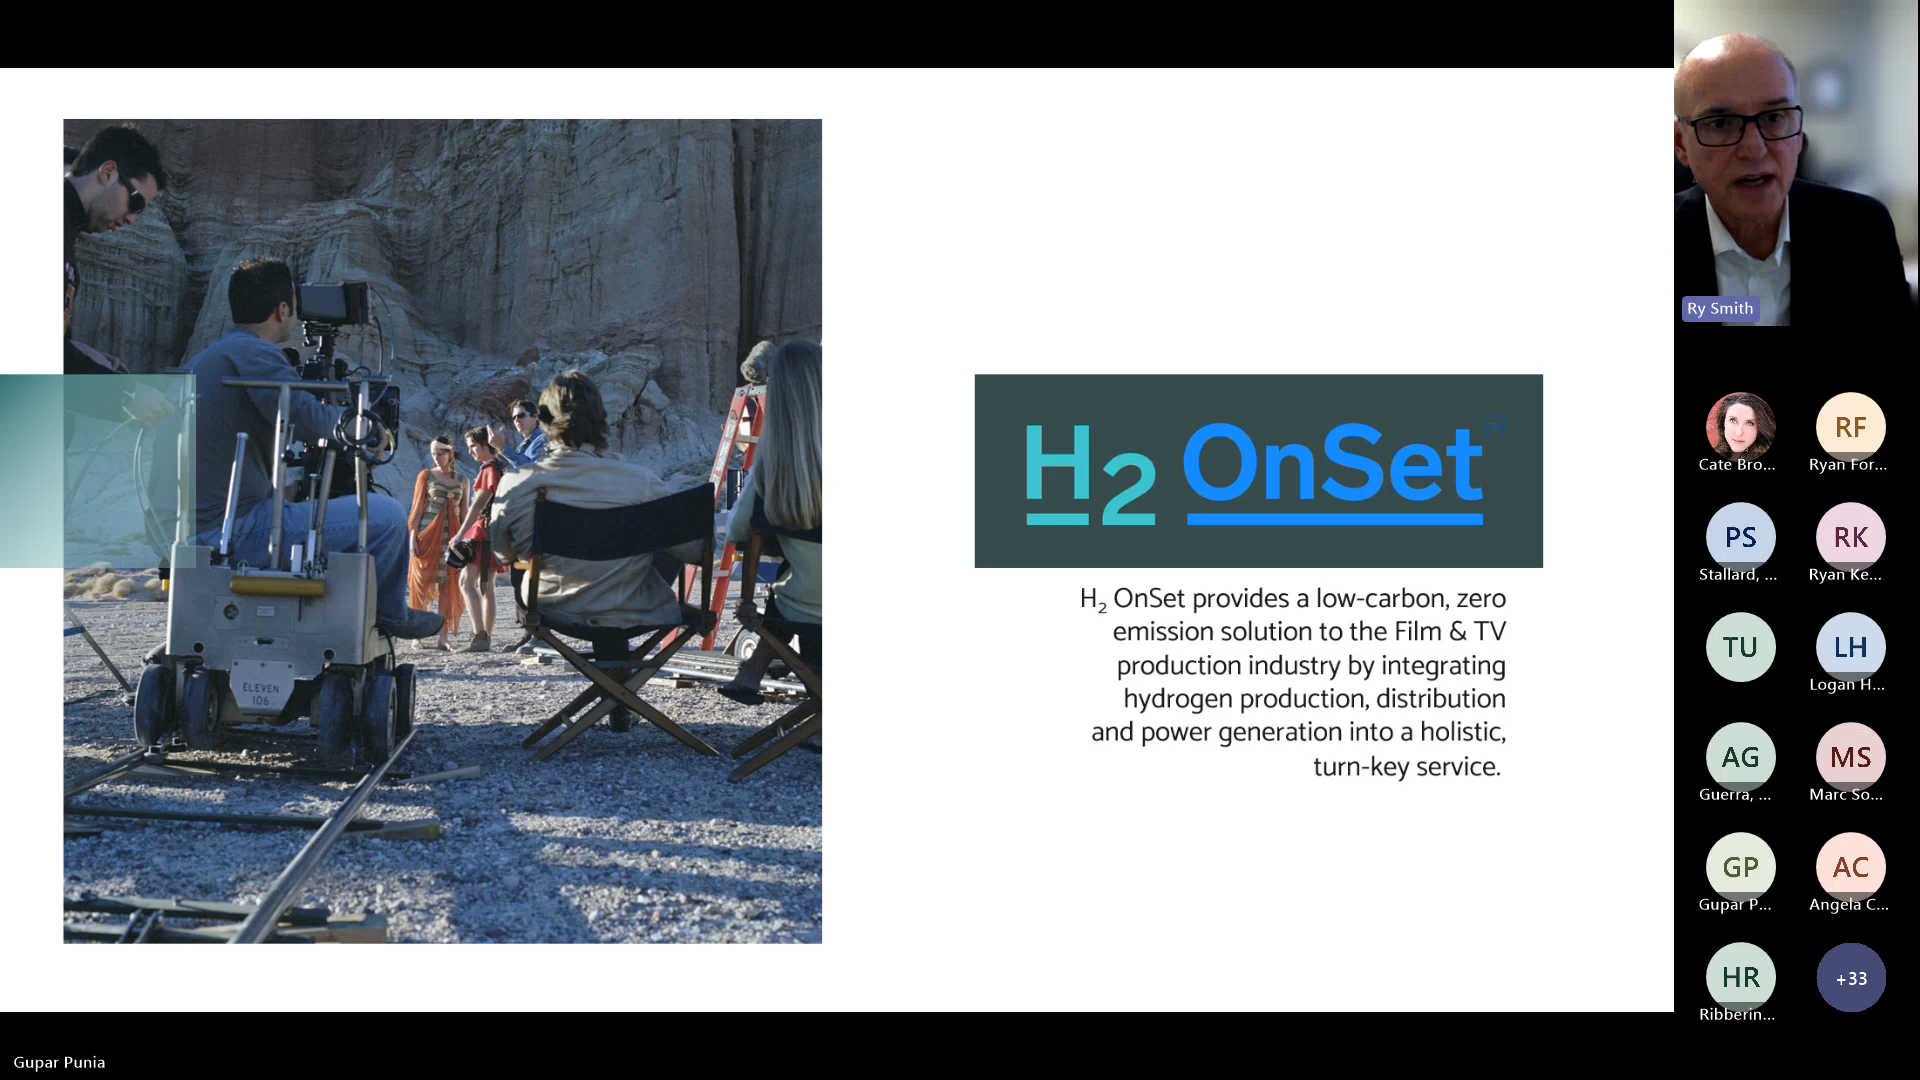 ELEVEN
106
H2 OnSet
H₂ OnSet provides a low-carbon, zero
emission solution to the Film & TV
production industry by integrating
hydrogen production, distribution
and power generation into a holistic,
turn-key service.
Ry Smith
Cate Bro...
RF
Ryan For...
PS
Stallard, ...
RK
Ryan Ke...
TU
LH
Logan H...
AG
Guerra, ...
MS
Marc So...
GP
Gupar P...
AC
Angela C...
HR
Ribberin...
+33
Gupar Punia